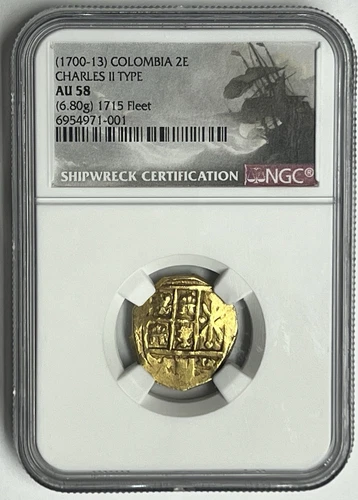 (1700-13) COLOMBIA 2E
CHARLES II TYPE
AU 58
(6.80g) 1715 Fleet
6954971-001
SHIPWRECK CERTIFICATION NGC®